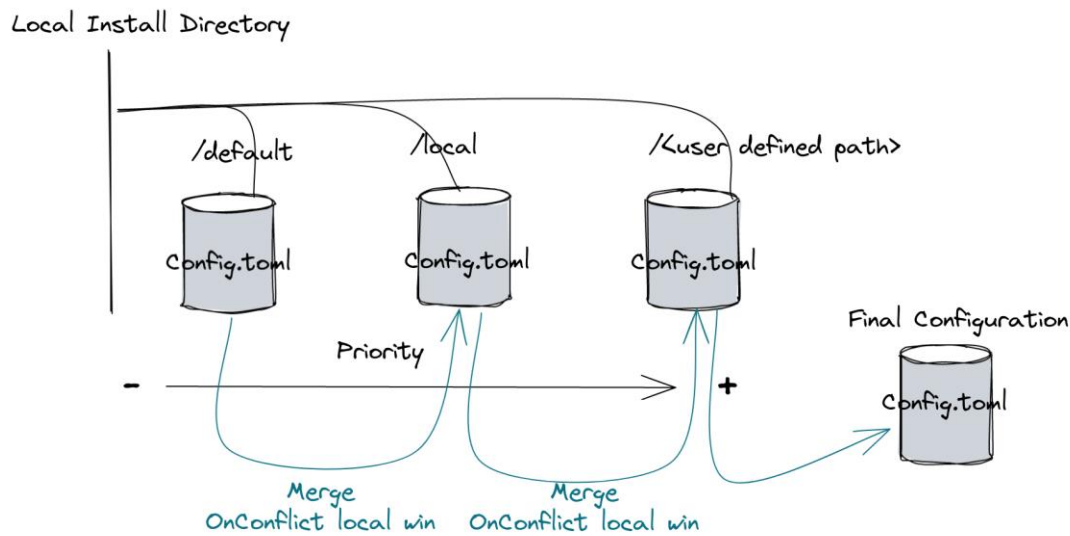 Local Install Directory
/default
/local
/<user defined path>
Config.toml
Config.toml
Config.toml
Final Configuration
Priority
- +
Config.toml
Merge
OnConflict local win
Merge
OnConflict local win